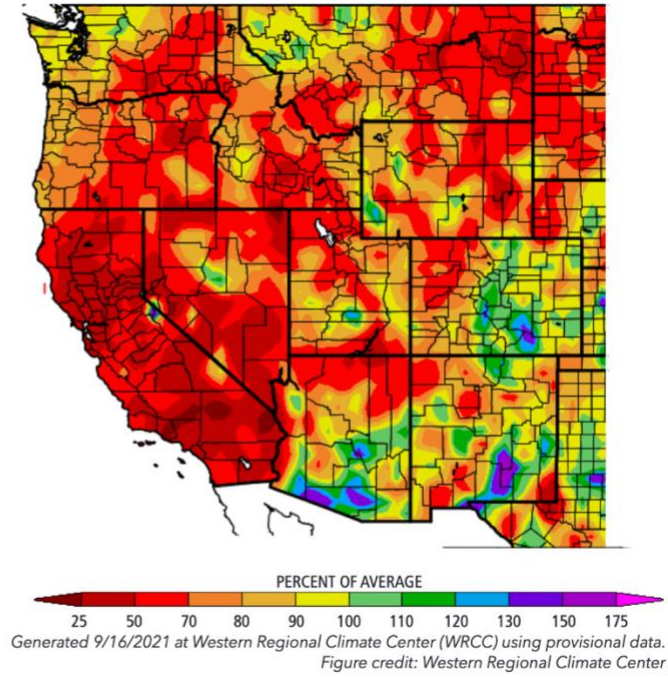 PERCENT OF AVERAGE
25 50 70 80 90 100 110 120 130 150 175
Generated 9/16/2021 at Western Regional Climate Center (WRCC) using provisional data.
Figure credit: Western Regional Climate Center